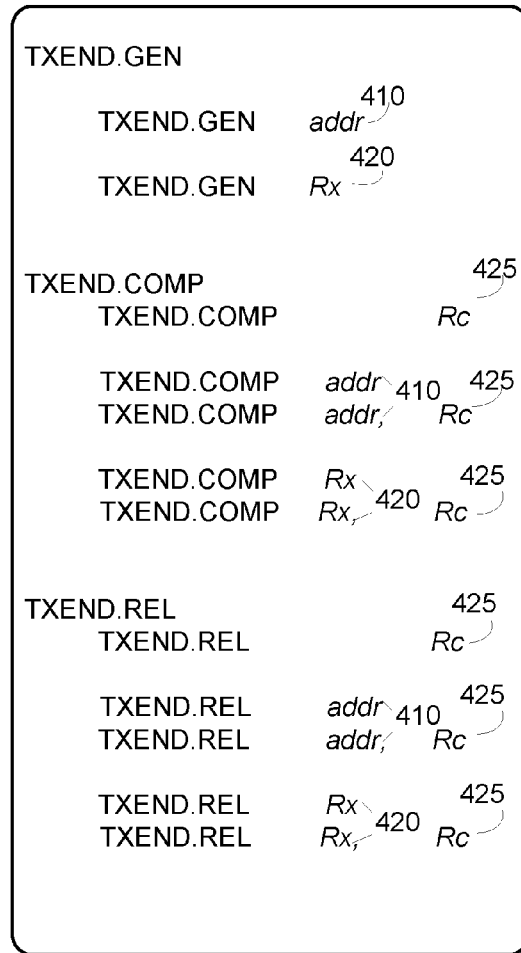 TXEND.GEN
410
TXEND.GEN addr
420
TXEND.GEN Rx
425
TXEND.COMP
TXEND.COMP Rc
TXEND.COMP addr 410 425
TXEND.COMP addr, Rc
TXEND.COMP Rx 420 425
TXEND.COMP Rx, Rc
TXEND.REL 425
TXEND.REL Rc
TXEND.REL addr 410 425
TXEND.REL addr, Rc
TXEND.REL Rx 420 425
TXEND.REL Rx, Rc